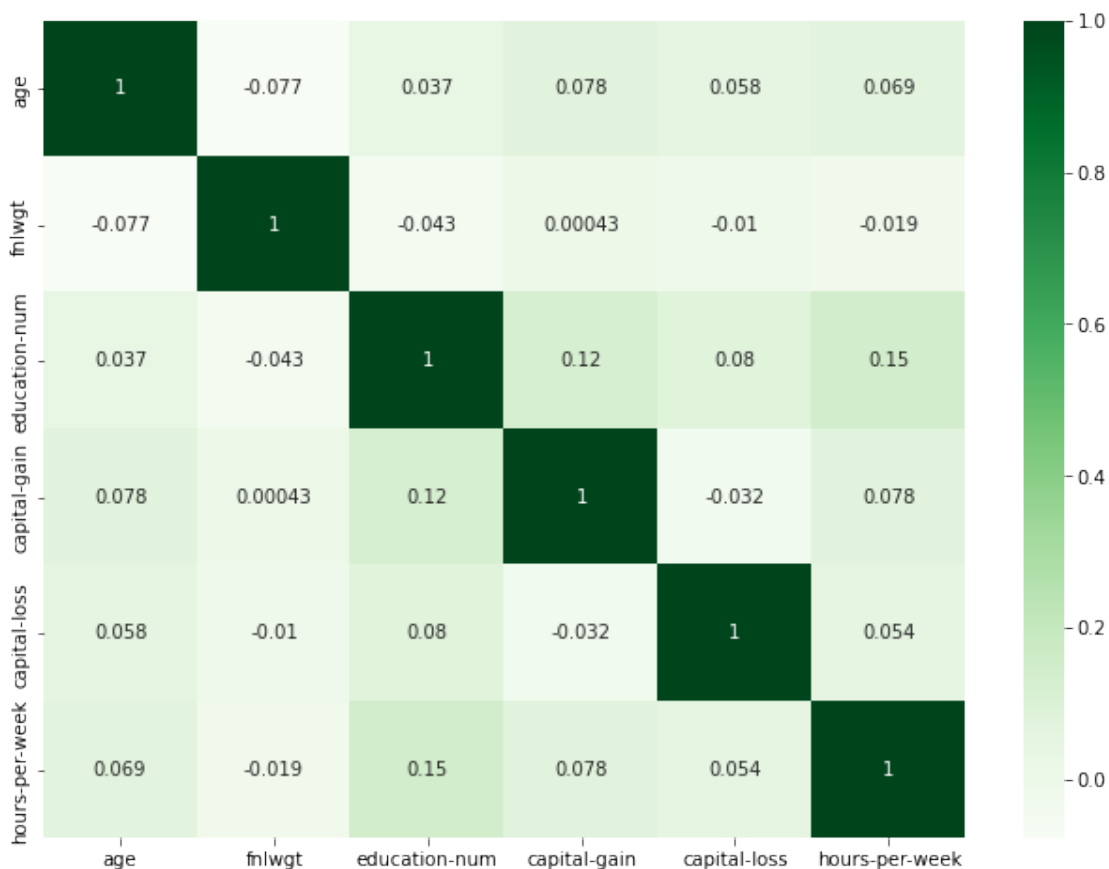 age 1 -0.077 0.037 0.078 0.058 0.069
fnlwgt -0.077 1 -0.043 0.00043 -0.01 -0.019
education-num 0.037 -0.043 1 0.12 0.08 0.15
capital-gain 0.078 0.00043 0.12 1 -0.032 0.078
capital-loss 0.058 -0.01 0.08 -0.032 1 0.054
hours-per-week 0.069 -0.019 0.15 0.078 0.054 1
age fnlwgt education-num capital-gain capital-loss hours-per-week
1.0
0.8
0.6
0.4
0.2
0.0